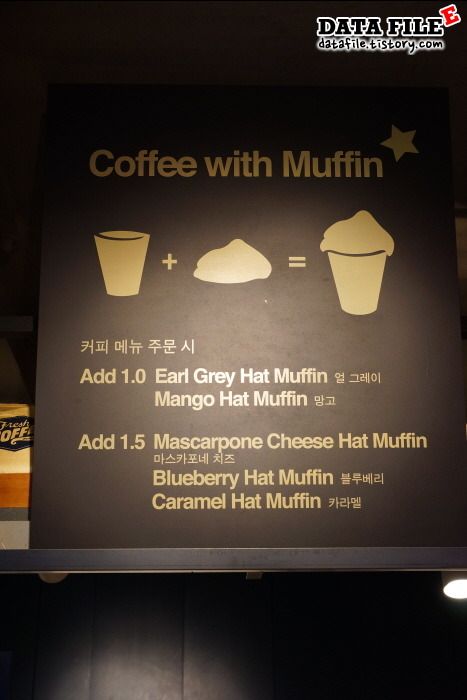 DATA FILE E
datafile.tistory.com
Coffee with Muffin
+ =
커피 메뉴 주문 시
Add 1.0 Earl Grey Hat Muffin 얼 그레이
Mango Hat Muffin 망고
Add 1.5 Mascarpone Cheese Hat Muffin
마스카포네 치즈
Blueberry Hat Muffin 블루베리
Caramel Hat Muffin 카라멜
Fresh